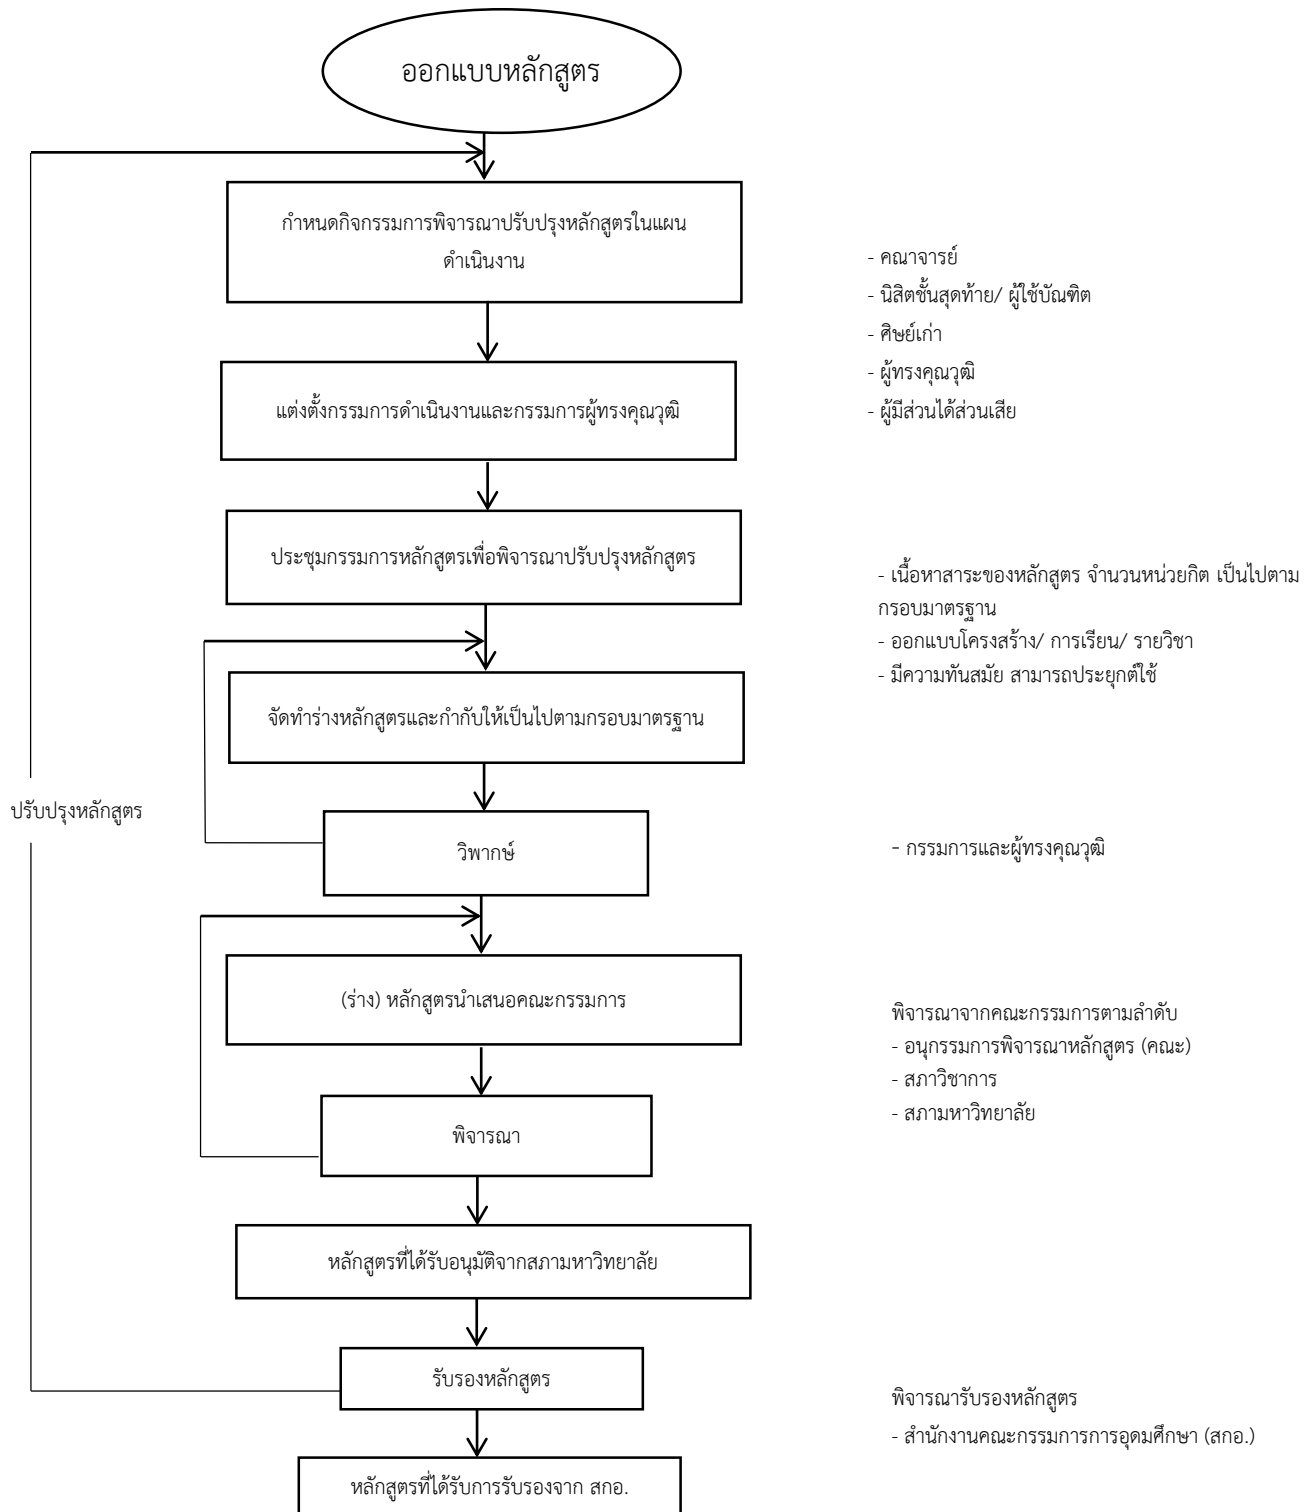 ออกแบบหลักสูตร
กำหนดกิจกรรมการพิจารณาปรับปรุงหลักสูตรในแผน
ดำเนินงาน
- คณาจารย์
- นิสิตชั้นสุดท้าย/ ผู้ใช้บัณฑิต
- ศิษย์เก่า
- ผู้ทรงคุณวุฒิ
- ผู้มีส่วนได้ส่วนเสีย
แต่งตั้งกรรมการดำเนินงานและกรรมการผู้ทรงคุณวุฒิ
ประชุมกรรมการหลักสูตรเพื่อพิจารณาปรับปรุงหลักสูตร
- เนื้อหาสาระของหลักสูตร จำนวนหน่วยกิต เป็นไปตาม
กรอบมาตรฐาน
- ออกแบบโครงสร้าง/ การเรียน/ รายวิชา
- มีความทันสมัย สามารถประยุกต์ใช้
จัดทำร่างหลักสูตรและกำกับให้เป็นไปตามกรอบมาตรฐาน
ปรับปรุงหลักสูตร
วิพากษ์
- กรรมการและผู้ทรงคุณวุฒิ
(ร่าง) หลักสูตรนำเสนอคณะกรรมการ
พิจารณาจากคณะกรรมการตามลำดับ
- อนุกรรมการพิจารณาหลักสูตร (คณะ)
- สภาวิชาการ
- สภามหาวิทยาลัย
พิจารณา
หลักสูตรที่ได้รับอนุมัติจากสภามหาวิทยาลัย
รับรองหลักสูตร
พิจารณารับรองหลักสูตร
- สำนักงานคณะกรรมการการอุดมศึกษา (สกอ.)
หลักสูตรที่ได้รับการรับรองจาก สกอ.